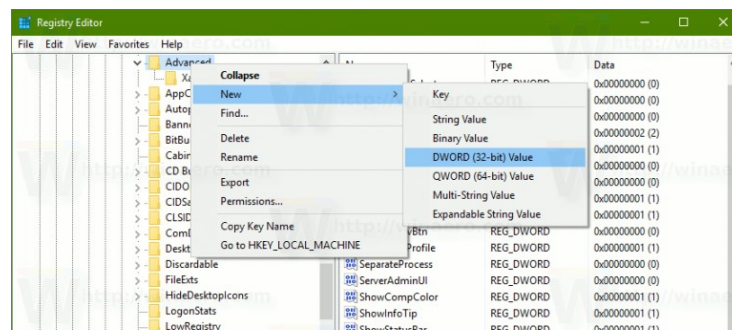 Registry Editor
File Edit View Favorites Help
Advanced
Type Data
Collapse
New
Find...
Delete
Rename
Export
Permissions...
Copy Key Name
Go to HKEY_LOCAL_MACHINE
Key
String Value
Binary Value
DWORD (32-bit) Value
QWORD (64-bit) Value
Multi-String Value
Expandable String Value
0x00000000 (0)
0x00000000 (0)
0x00000000 (0)
0x00000002 (2)
0x00000001 (1)
0x00000000 (0)
0x00000000 (0)
0x00000001 (1)
0x00000001 (1)
REG_DWORD 0x00000000 (0)
Profile REG_DWORD 0x00000001 (1)
Discardable SeparateProcess REG_DWORD 0x00000000 (0)
FileExts ServerAdminUI REG_DWORD 0x00000000 (0)
HideDesktopIcons ShowCompColor REG_DWORD 0x00000001 (1)
LogonStats ShowInfoTip REG_DWORD 0x00000001 (1)
LowRegistry ShowStatusBar REG_DWORD 0x00000001 (1)